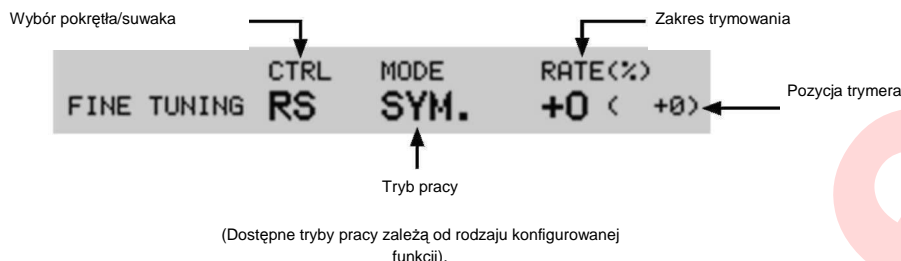 Wybór pokrętła/suwaka
Zakres trymowania
CTRL MODE RATE(%)
FINE TUNING RS SYM. +0 ( +0)
Pozycja trymera
Tryb pracy
(Dostępne tryby pracy zależą od rodzaju konfigurowanej
funkcji).